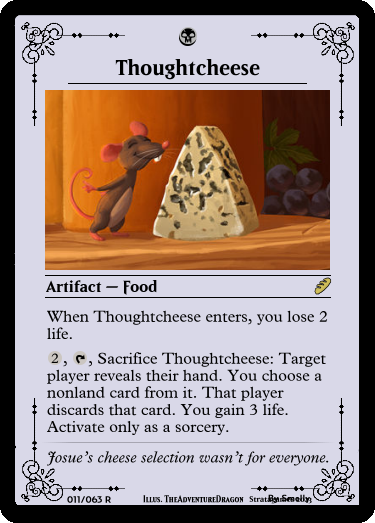 Thoughtcheese
Artifact — Food
When Thoughtcheese enters, you lose 2
life.
2, , Sacrifice Thoughtcheese: Target
player reveals their hand. You choose a
nonland card from it. That player
discards that card. You gain 3 life.
Activate only as a sorcery.
Josue's cheese selection wasn't for everyone.
011/063 R Illus. TheAdventureDragon By Smelly